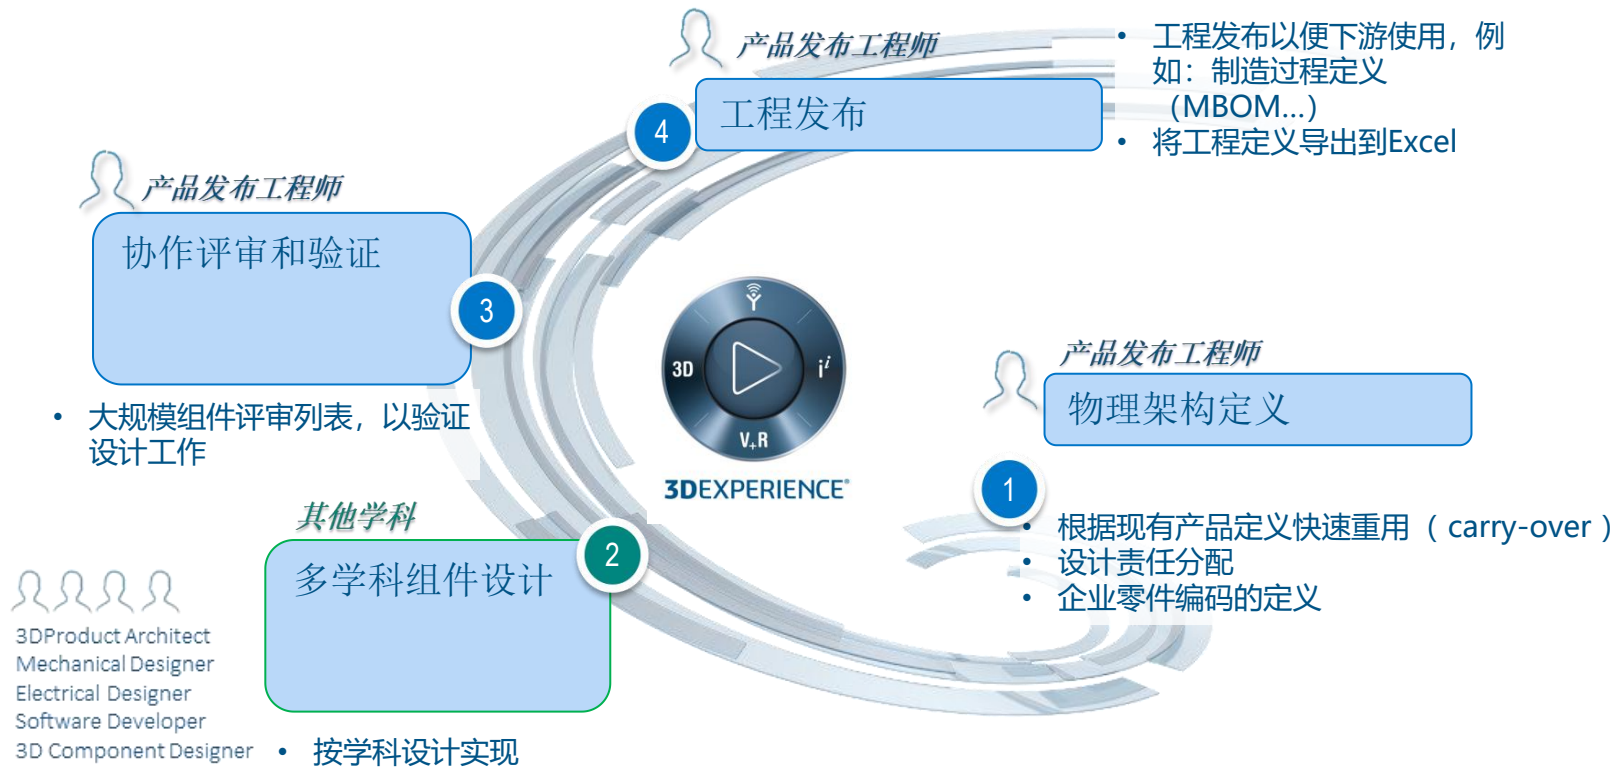 产品发布工程师
4
工程发布
• 工程发布以便下游使用，例
如：制造过程定义
（MBOM...）
• 将工程定义导出到Excel
产品发布工程师
协作评审和验证
3
• 大规模组件评审列表，以验证
设计工作
3D
i i
V+R
3DEXPERIENCE®
产品发布工程师
物理架构定义
1
• 根据现有产品定义快速重用（ carry-over ）
• 设计责任分配
• 企业零件编码的定义
其他学科
2
多学科组件设计
3DProduct Architect
Mechanical Designer
Electrical Designer
Software Developer
3D Component Designer
• 按学科设计实现